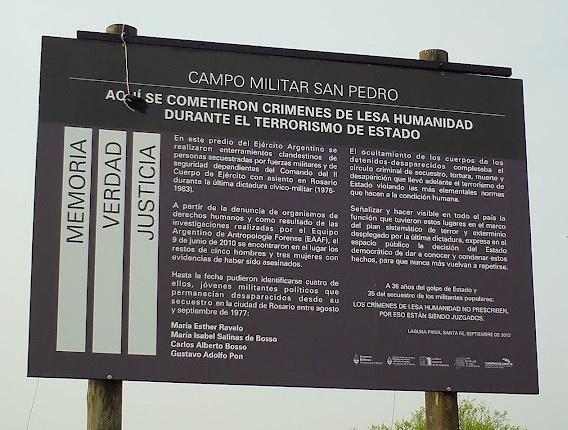 CAMPO MILITAR SAN PEDRO
AQUÍ SE COMETIERON CRIMENES DE LESA HUMANIDAD
DURANTE EL TERRORISMO DE ESTADO
MEMORIA
VERDAD
JUSTICIA
En este predio del Ejército Argentino se
realizaron enterramientos clandestinos de
personas secuestradas por fuerzas militares y de
seguridad dependientes del Comando del II
Cuerpo de Ejército con asiento en Rosario
durante la última dictadura cívico-militar (1976-
1983).
A partir de la denuncia de organismos de
derechos humanos y como resultado de las
investigaciones realizadas por el Equipo
Argentino de Antropología Forense (EAAF), el
9 de junio de 2010 se encontraron en el lugar los
restos de cinco hombres y tres mujeres con
evidencias de haber sido asesinados.
Hasta la fecha pudieron identificarse cuatro de
ellos, jóvenes militantes políticos que
permanecían desaparecidos desde su
secuestro en la ciudad de Rosario entre agosto
y septiembre de 1977:
María Esther Ravelo
María Isabel Salinas de Bosso
Carlos Alberto Bosso
Gustavo Adolfo Pon
El ocultamiento de los cuerpos de los
detenidos-desaparecidos completaba el
círculo criminal de secuestro, tortura, muerte y
desaparición que llevó adelante el terrorismo de
Estado violando las más elementales normas
que hacen a la condición humana.
Señalizar y hacer visible en todo el país la
función que tuvieron estos lugares en el marco
del plan sistemático de terror y exterminio
desplegado por la última dictadura, expresa en el
espacio público la decisión del Estado
democrático de dar a conocer y condenar estos
hechos, para que nunca más vuelvan a repetirse.
A 36 años del golpe de Estado y
35 del secuestro de los militantes populares:
LOS CRÍMENES DE LESA HUMANIDAD NO PRESCRIBEN,
POR ESO ESTÁN SIENDO JUZGADOS.
LAGUNA PAIVA, SANTA FE, SEPTIEMBRE DE 2012